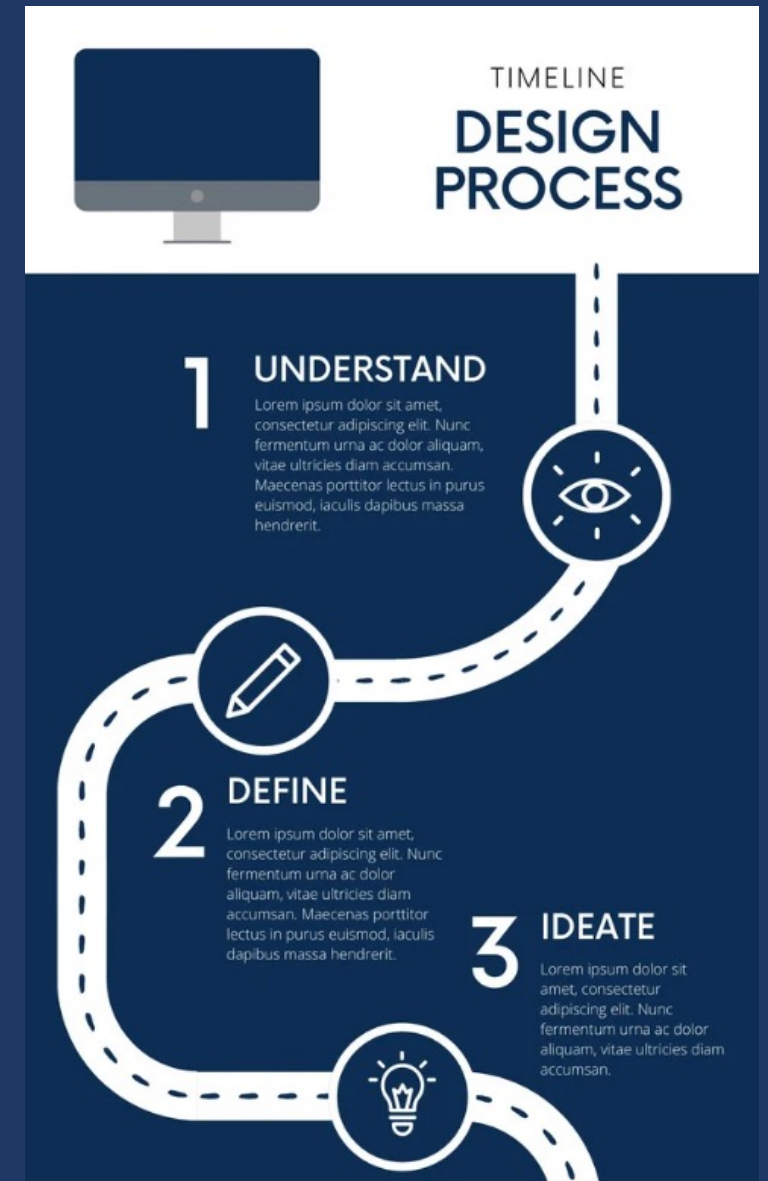 TIMELINE
DESIGN
PROCESS
1
UNDERSTAND
Lorem ipsum dolor sit amet,
consectetur adipiscing elit. Nunc
fermentum urna ac dolor aliquam,
vitae ultricies diam accumsan.
Maecenas porttitor lectus in purus
euismod, iaculis dapibus massa
hendrerit.
2
DEFINE
Lorem ipsum dolor sit amet,
consectetur adipiscing elit. Nunc
fermentum urna ac dolor
aliquam, vitae ultricies diam
accumsan. Maecenas porttitor
lectus in purus euismod, iaculis
dapibus massa hendrerit.
3
IDEATE
Lorem ipsum dolor sit
amet, consectetur
adipiscing elit. Nunc
fermentum urna ac dolor
aliquam, vitae ultricies diam
accumsan.